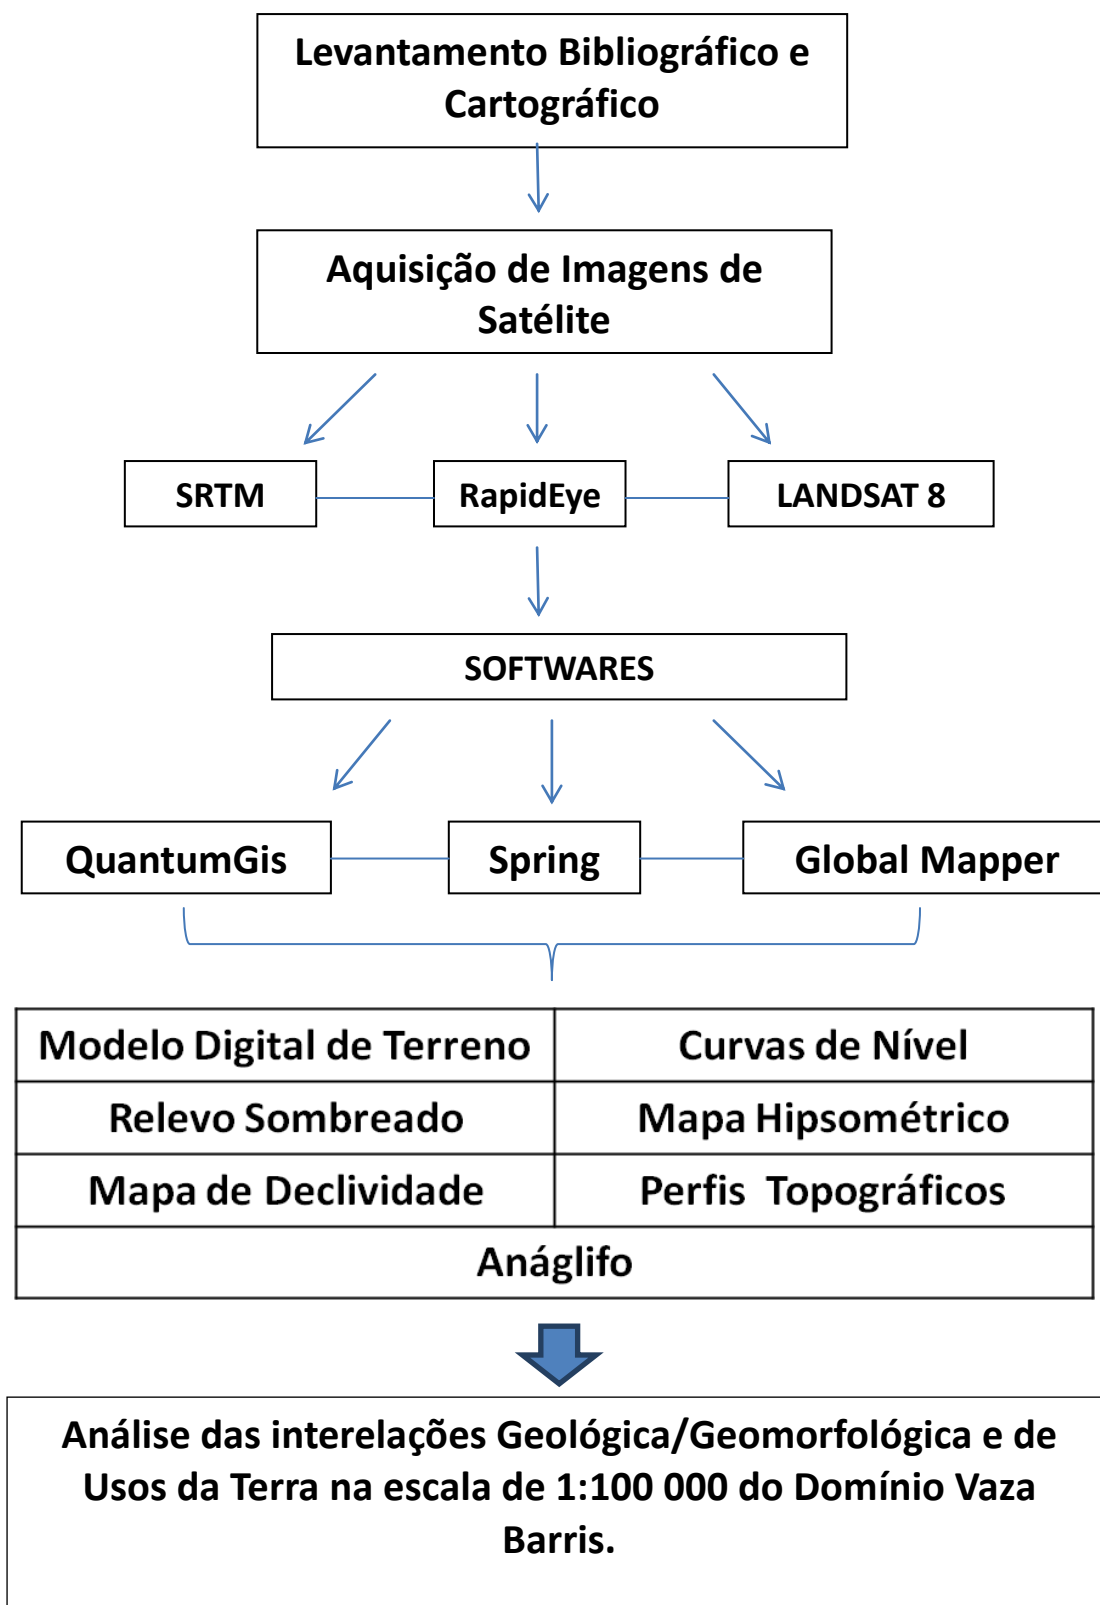 Levantamento Bibliográfico e
Cartográfico
Aquisição de Imagens de
Satélite
SRTM
RapidEye
LANDSAT 8
SOFTWARES
QuantumGis
Spring
Global Mapper
Modelo Digital de Terreno
Curvas de Nível
Relevo Sombreado
Mapa Hipsométrico
Mapa de Declividade
Perfis Topográficos
Anáglifo
Análise das interelações Geológica/Geomorfológica e de
Usos da Terra na escala de 1:100 000 do Domínio Vaza
Barris.